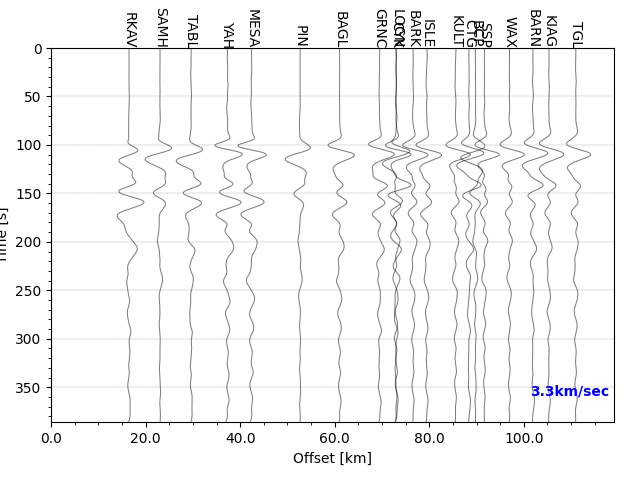 RKAV SAMH TABL YAH MESA PIN BAGL GRNC BARK ISLE KULT CTG SSP WAX BARN KIAG TGL
0
50
100
150
200
250
300
350
3.3km/sec
0.0 20.0 40.0 60.0 80.0 100.0
Offset [km]